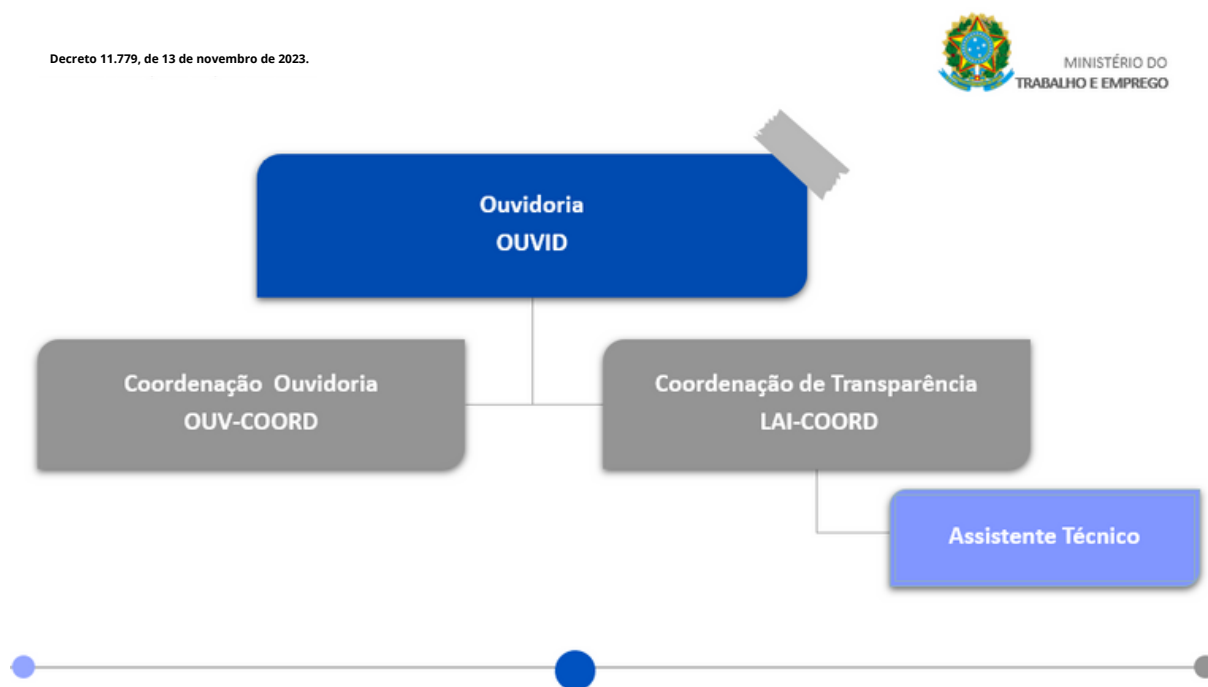 Decreto 11.779, de 13 de novembro de 2023.
MINISTÉRIO DO
TRABALHO E EMPREGO
Ouvidoria
OUVID
Coordenação Ouvidoria
OUV-COORD
Coordenação de Transparência
LAI-COORD
Assistente Técnico